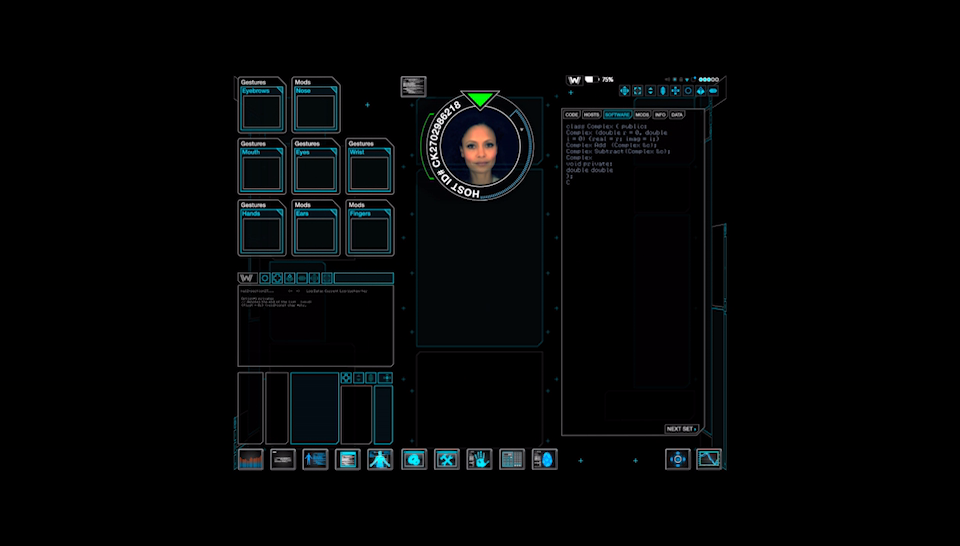 Gestures
Eyebrows
Mods
Nose
Gestures
Mouth
Gestures
Eyes
Gestures
Wrist
Gestures
Hands
Mods
Ears
Mods
Fingers
HOST ID# CK2702986218
W
75%
CODE
HOSTS
SOFTWARE
MODS
INFO
DATA
class Complex { public:
Complex (double r = 0, double
i = 0) {real = r; imag = i;}
Complex Add (Complex &c);
Complex Subtract(Complex &c);
Complex
void private:
double double
};
C
NEXT SET
W